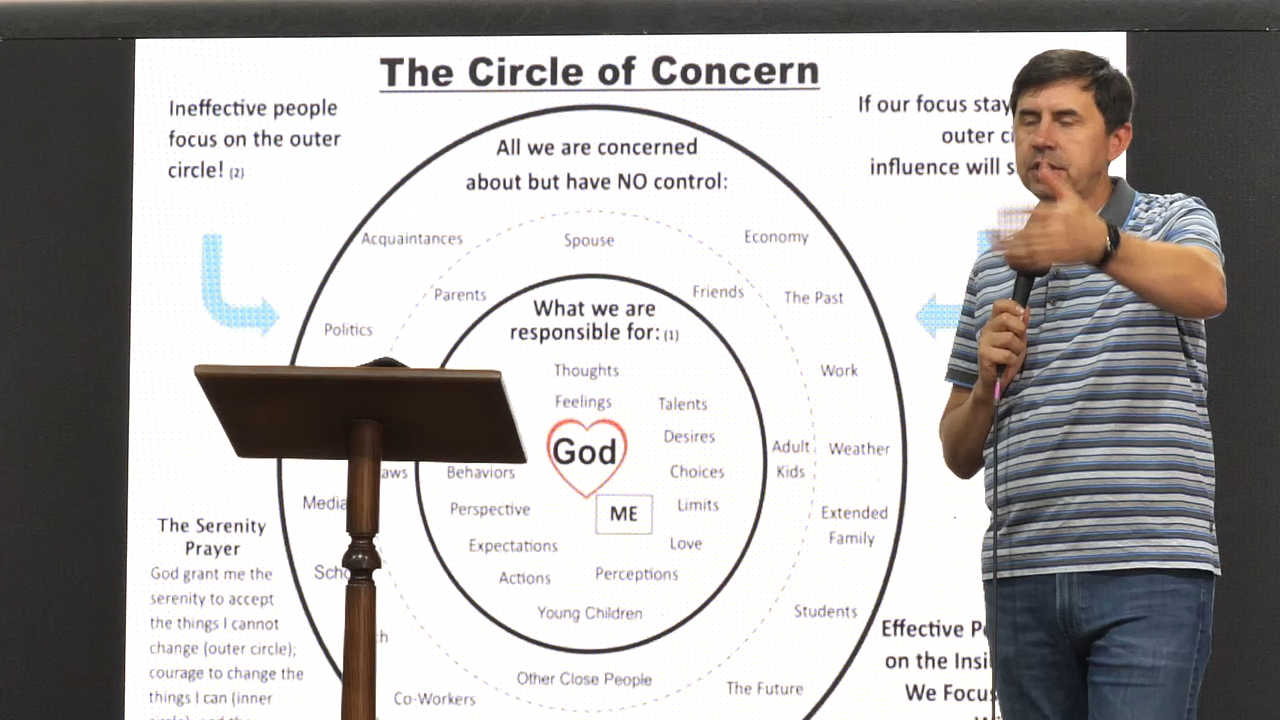 The Circle of Concern
Ineffective people
focus on the outer
circle! (2)
If our focus
outer
influence will
All we are concerned
about but have NO control:
Acquaintances
Spouse
Economy
Parents
Friends
The Past
Politics
What we are
responsible for: (1)
Thoughts
Work
Feelings
Talents
God
Desires
Adult
Kids
Weather
Behaviors
Choices
Media
Perspective
ME
Limits
Extended
Family
Expectations
Love
Actions
Perceptions
Young Children
Students
Other Close People
Co-Workers
The Future
The Serenity
Prayer
God grant me the
serenity to accept
the things I cannot
change (outer circle);
courage to change the
things I can (inner
Effective
on the
We